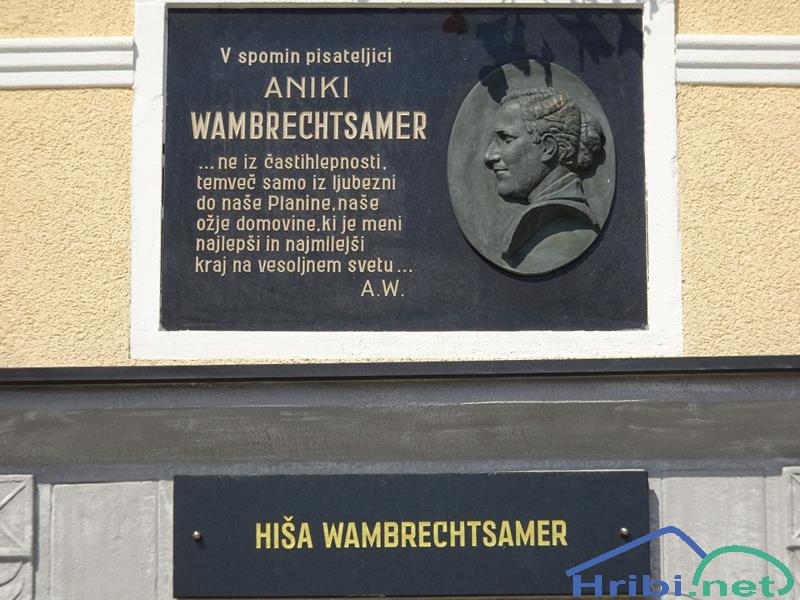 V spomin pisateljici
ANIKI
WAMBRECHTSAMER
...ne iz častihlepnosti,
temveč samo iz ljubezni
do naše Planine,naše
ožje domovine,ki je meni
najlepši in najmilejši
kraj na vesoljnem svetu...
A.W.
HIŠA WAMBRECHTSAMER
Hribi.net